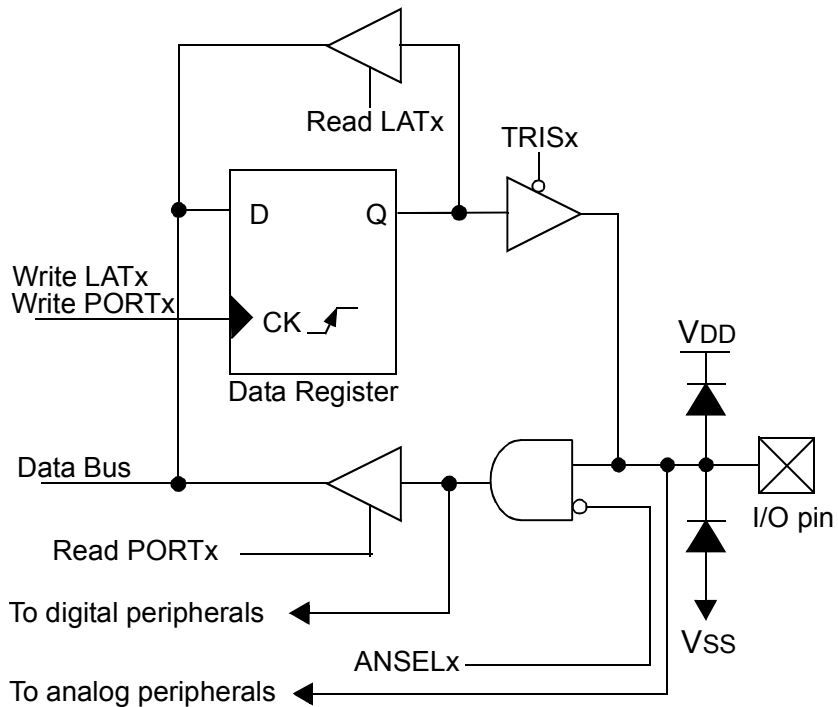 Read LATx
TRISx
D
Q
Write LATx
Write PORTx
CK
VDD
Data Register
Data Bus
I/O pin
Read PORTx
To digital peripherals
VSS
ANSELx
To analog peripherals